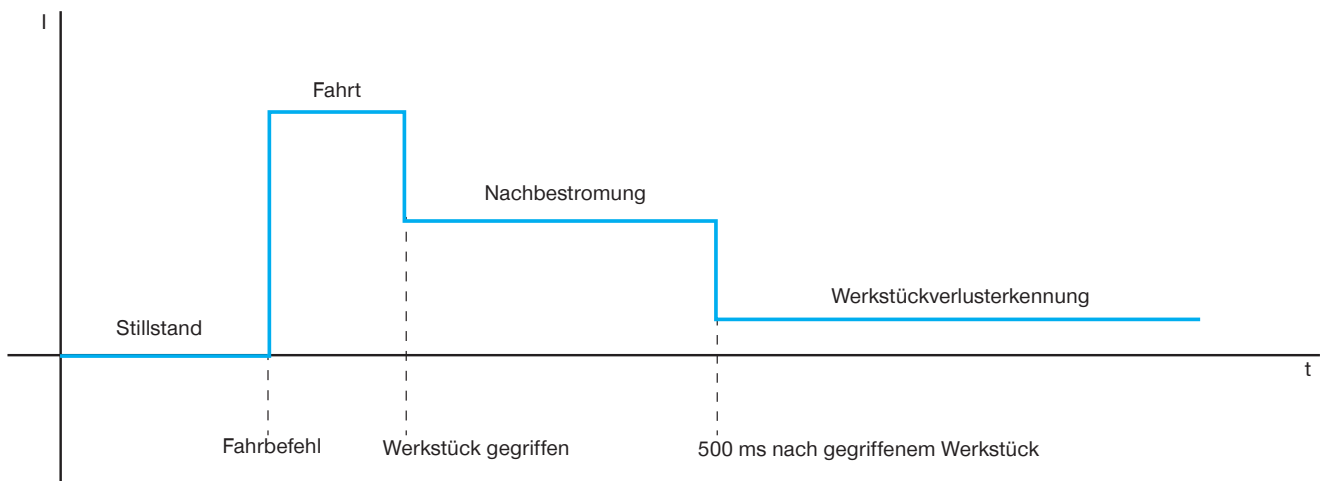 I
Fahrt
Nachbestromung
Werkstückverlusterkennung
Stillstand
t
Fahrbefehl
Werkstück gegriffen
500 ms nach gegriffenem Werkstück